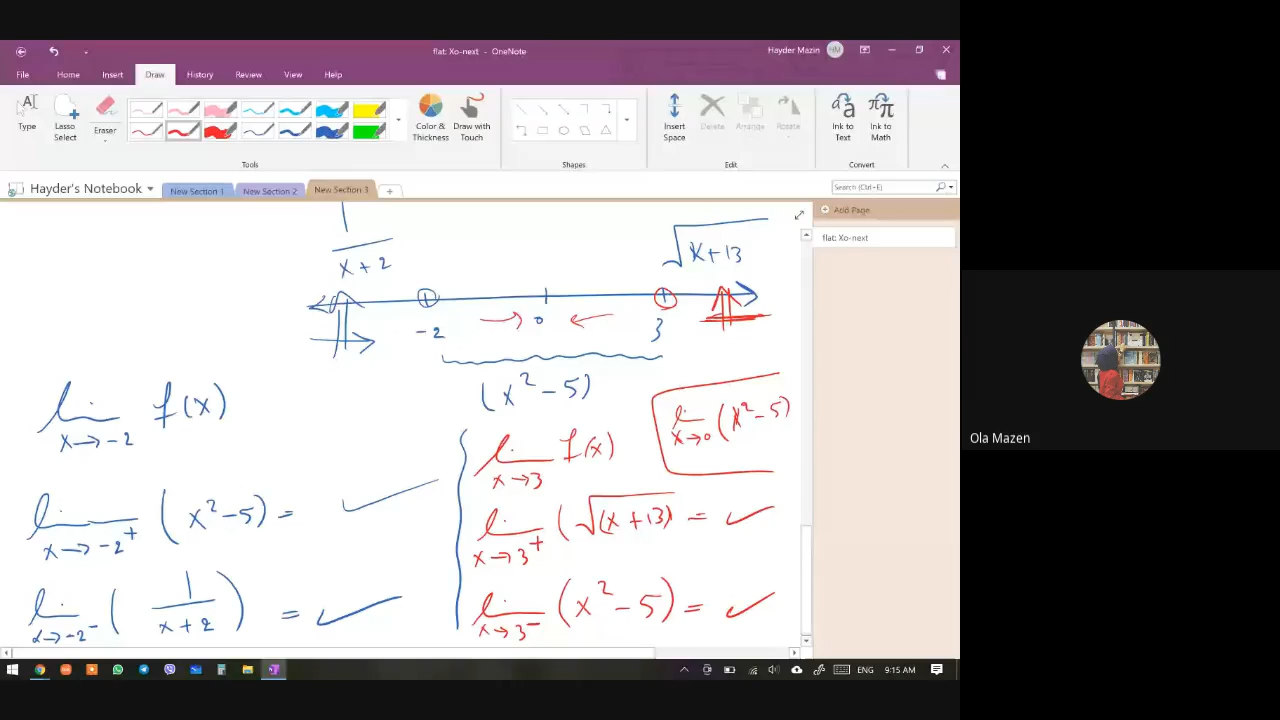 flat: Xo-next - OneNote
Hayder Mazin HM
File Home Insert Draw History Review View Help
Type
Lasso Select
Eraser
Color & Thickness
Draw with Touch
Insert Space
Delete
Arrange
Rotate
Ink to Text
Ink to Math
Tools
Shapes
Edit
Convert
Hayder's Notebook
New Section 1
New Section 2
New Section 3
Search (Ctrl+E)
Add Page
flat: Xo-next
1/(x+2)
√(x+13)
-2 0 3
(x² - 5)
lim x→-2 f(x)
lim x→-2⁺ (x² - 5) = ✓
lim x→-2⁻ (1/(x+2)) = ✓
lim x→3 f(x)
lim x→0 (x² - 5)
lim x→3⁺ (√(x+13) = ✓
lim x→3⁻ (x² - 5) = ✓
Ola Mazen
ENG 9:15 AM